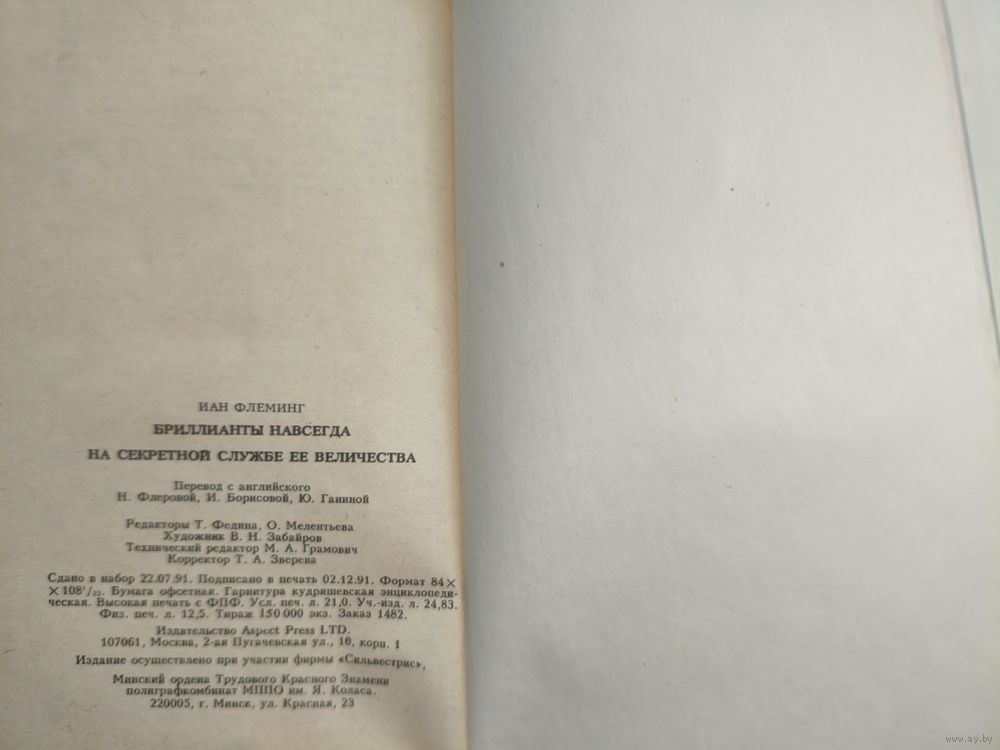 ИАН ФЛЕМИНГ
БРИЛЛИАНТЫ НАВСЕГДА
НА СЕКРЕТНОЙ СЛУЖБЕ ЕЕ ВЕЛИЧЕСТВА
Перевод с английского
Н. Флеровой, И. Борисовой, Ю. Ганиной
Редакторы Т. Федина, О. Мелентьева
Художник В. Н. Забайров
Технический редактор М. А. Грамович
Корректор Т. А. Зверева
Сдано в набор 22.07.91. Подписано в печать 02.12.91. Формат 84×
×108¹/₃₂. Бумага офсетная. Гарнитура кудряшевская энциклопеди-
ческая. Высокая печать с ФПФ. Усл. печ. л. 21,0. Уч.-изд. л. 24,83.
Физ. печ. л. 12,5. Тираж 150 000 экз. Заказ 1482.
Издательство Aspect Press LTD.
107061, Москва, 2-ая Пугачевская ул., 10, корп. 1
Издание осуществлено при участии фирмы «Сильвестрис»,
Минский ордена Трудового Красного Знамени
полиграфкомбинат МППО им. Я. Коласа.
220005, г. Минск, ул. Красная, 23
www.ay.by